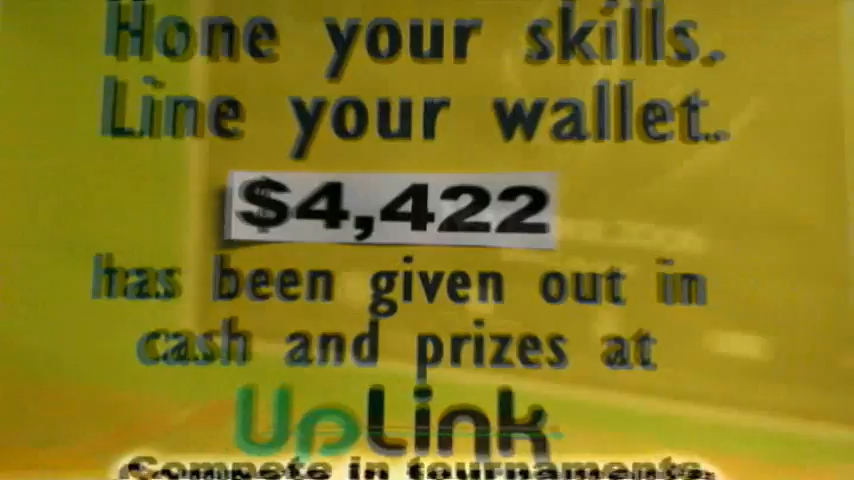 Hone your skills.
Line your wallet.
$4,422
has been given out in
cash and prizes at
UpLink
Compete in tournaments